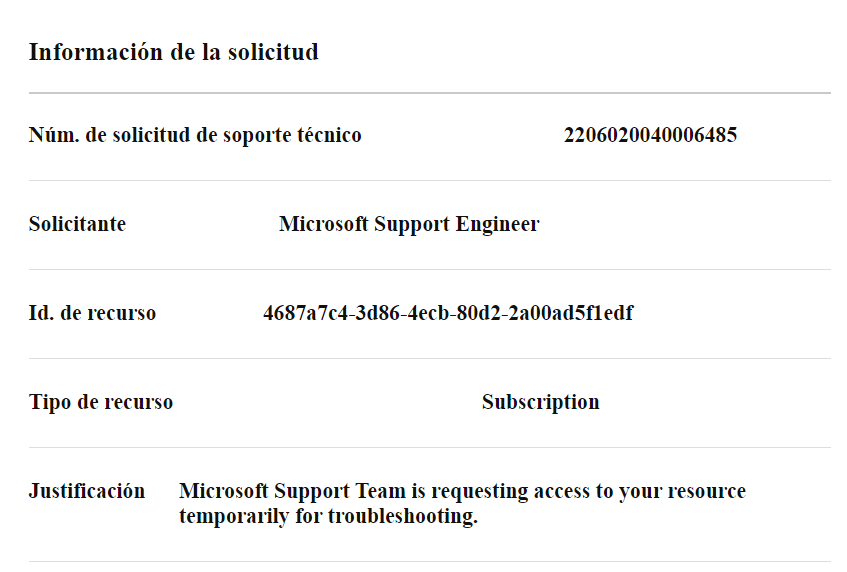 Información de la solicitud
Núm. de solicitud de soporte técnico 2206020040006485
Solicitante Microsoft Support Engineer
Id. de recurso 4687a7c4-3d86-4ecb-80d2-2a00ad5f1edf
Tipo de recurso Subscription
Justificación Microsoft Support Team is requesting access to your resource
temporarily for troubleshooting.